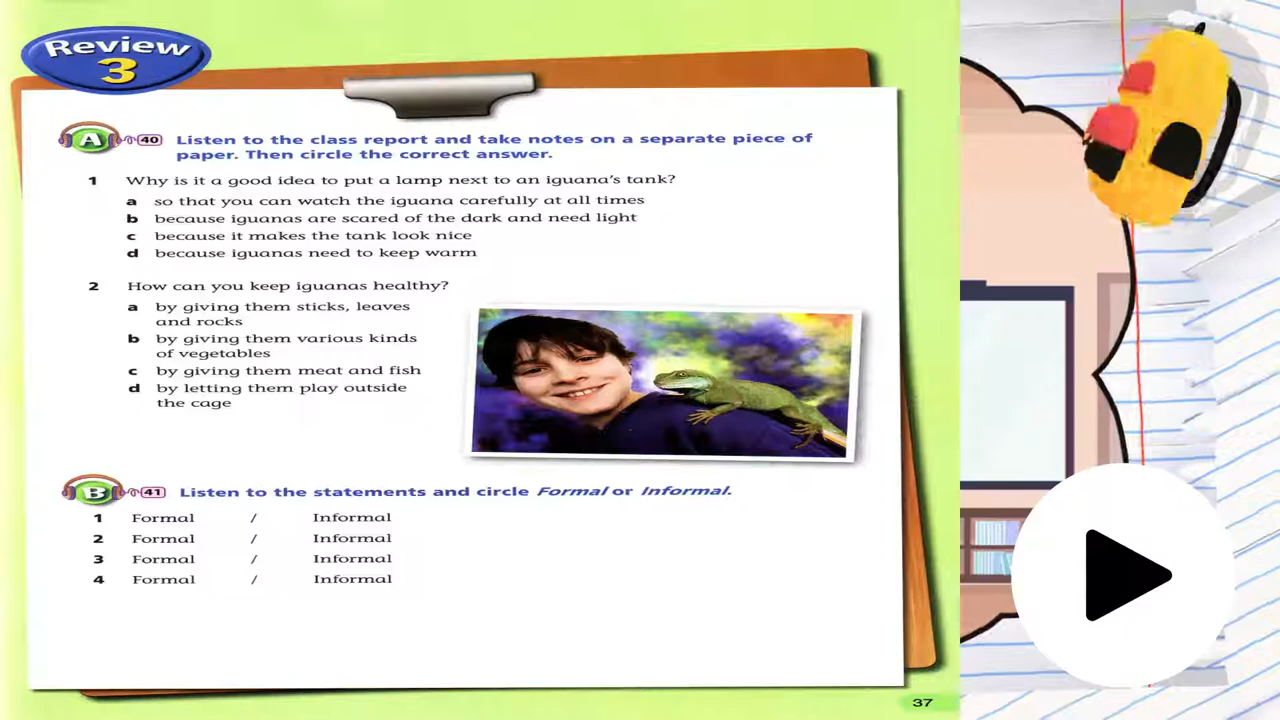 Review
3
A 40 Listen to the class report and take notes on a separate piece of
paper. Then circle the correct answer.
1 Why is it a good idea to put a lamp next to an iguana's tank?
a so that you can watch the iguana carefully at all times
b because iguanas are scared of the dark and need light
c because it makes the tank look nice
d because iguanas need to keep warm
2 How can you keep iguanas healthy?
a by giving them sticks, leaves
and rocks
b by giving them various kinds
of vegetables
c by giving them meat and fish
d by letting them play outside
the cage
B 41 Listen to the statements and circle Formal or Informal.
1 Formal / Informal
2 Formal / Informal
3 Formal / Informal
4 Formal / Informal
37